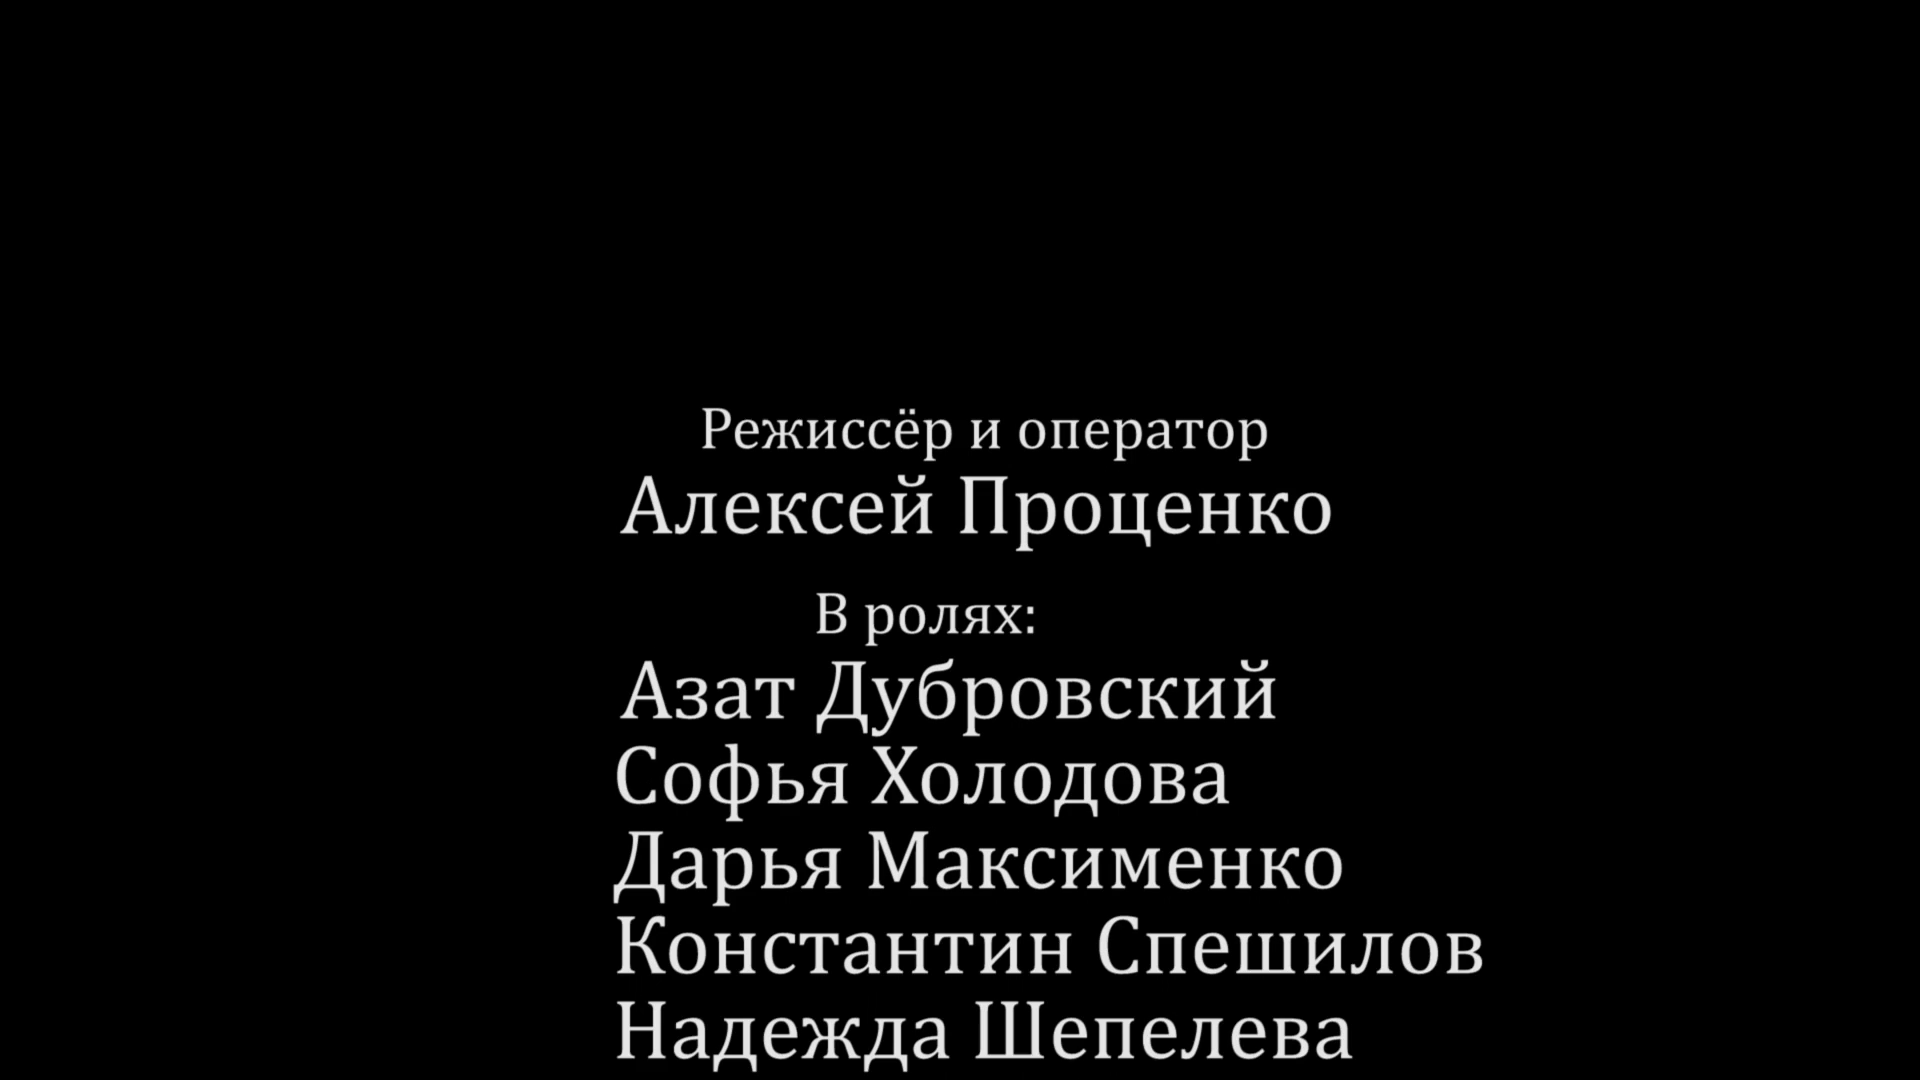 Режиссёр и оператор
Алексей Проценко
В ролях:
Азат Дубровский
Софья Холодова
Дарья Максименко
Константин Спешилов
Надежда Шепелева